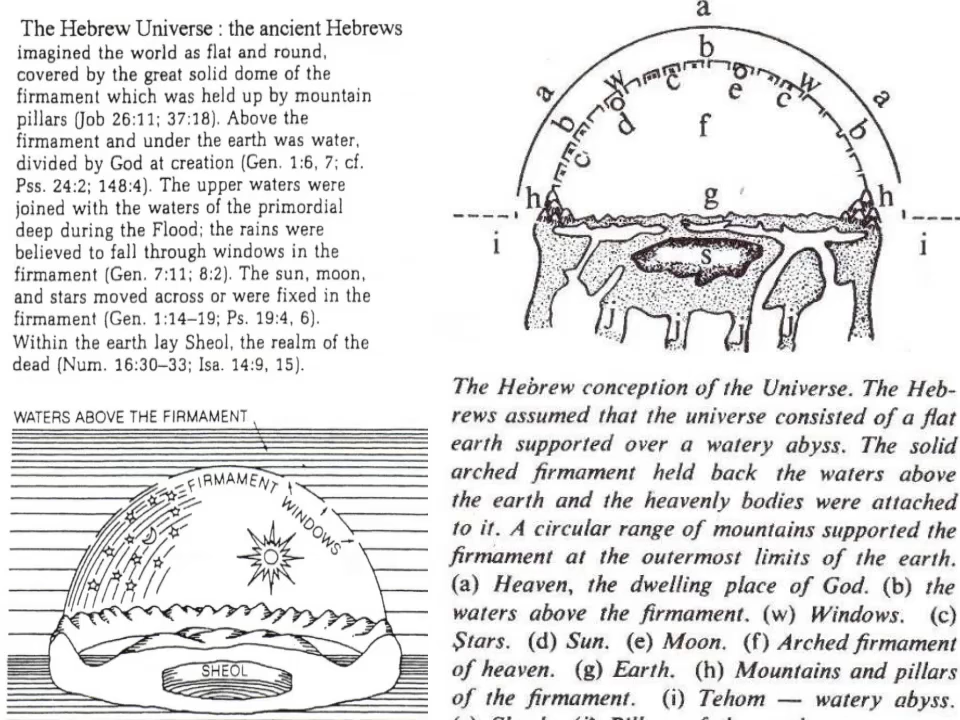 The Hebrew Universe : the ancient Hebrews
imagined the world as flat and round,
covered by the great solid dome of the
firmament which was held up by mountain
pillars (Job 26:11; 37:18). Above the
firmament and under the earth was water,
divided by God at creation (Gen. 1:6, 7; cf.
Pss. 24:2; 148:4). The upper waters were
joined with the waters of the primordial
deep during the Flood; the rains were
believed to fall through windows in the
firmament (Gen. 7:11; 8:2). The sun, moon,
and stars moved across or were fixed in the
firmament (Gen. 1:14–19; Ps. 19:4, 6).
Within the earth lay Sheol, the realm of the
dead (Num. 16:30–33; Isa. 14:9, 15).
WATERS ABOVE THE FIRMAMENT
FIRMAMENT
WINDOWS
SHEOL
a
b
w c e c w
a b d f b a
c
h g h
i s i
j j j j
The Hebrew conception of the Universe. The Heb-
rews assumed that the universe consisted of a flat
earth supported over a watery abyss. The solid
arched firmament held back the waters above
the earth and the heavenly bodies were attached
to it. A circular range of mountains supported the
firmament at the outermost limits of the earth.
(a) Heaven, the dwelling place of God. (b) the
waters above the firmament. (w) Windows. (c)
Stars. (d) Sun. (e) Moon. (f) Arched firmament
of heaven. (g) Earth. (h) Mountains and pillars
of the firmament. (i) Tehom — watery abyss.